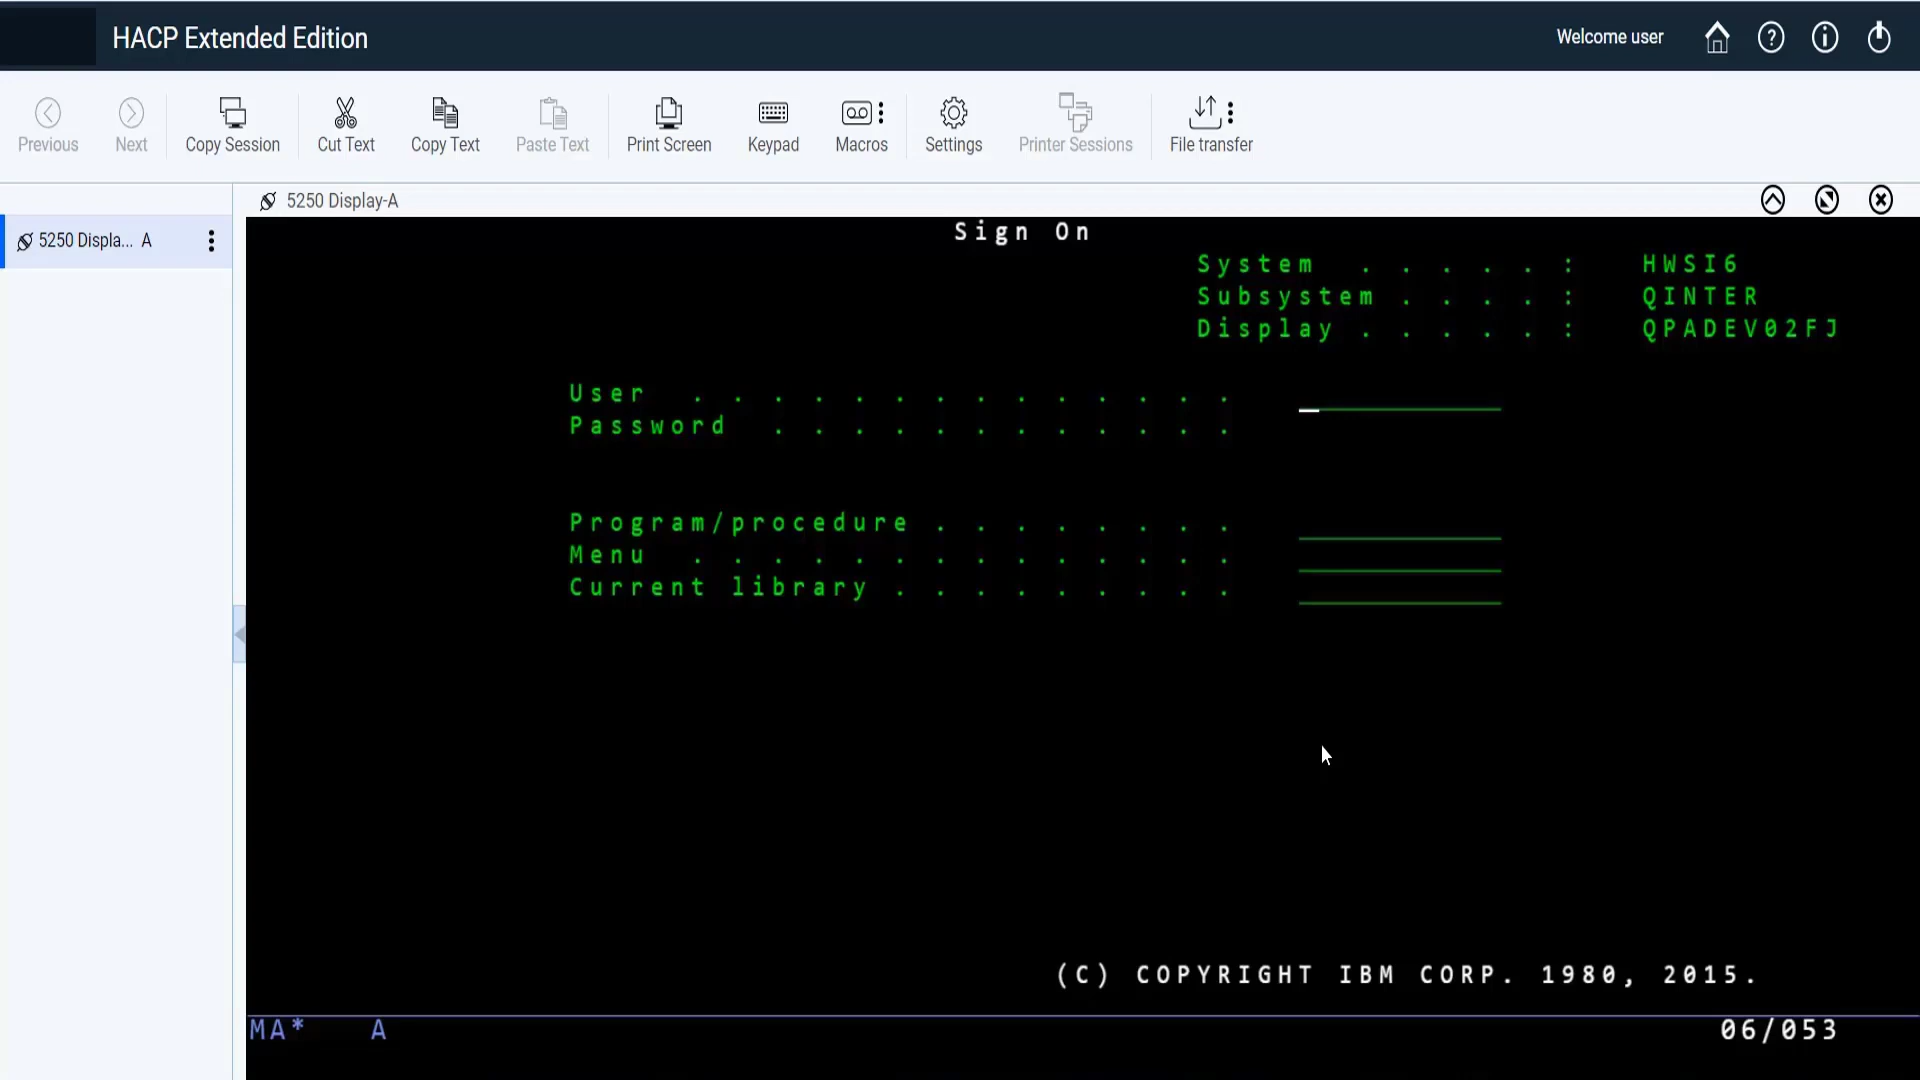 HACP Extended Edition
Welcome user
Previous
Next
Copy Session
Cut Text
Copy Text
Paste Text
Print Screen
Keypad
Macros
Settings
Printer Sessions
File transfer
5250 Display-A
5250 Displa... A
Sign On
System . . . . . : HWSI6
Subsystem . . . . : QINTER
Display . . . . . : QPADEV02FJ
User . . . . . . . . . . . . . .
Password . . . . . . . . . . . .
Program/procedure . . . . . . . .
Menu . . . . . . . . . . . . . .
Current library . . . . . . . . .
(C) COPYRIGHT IBM CORP. 1980, 2015.
MA* A
06/053